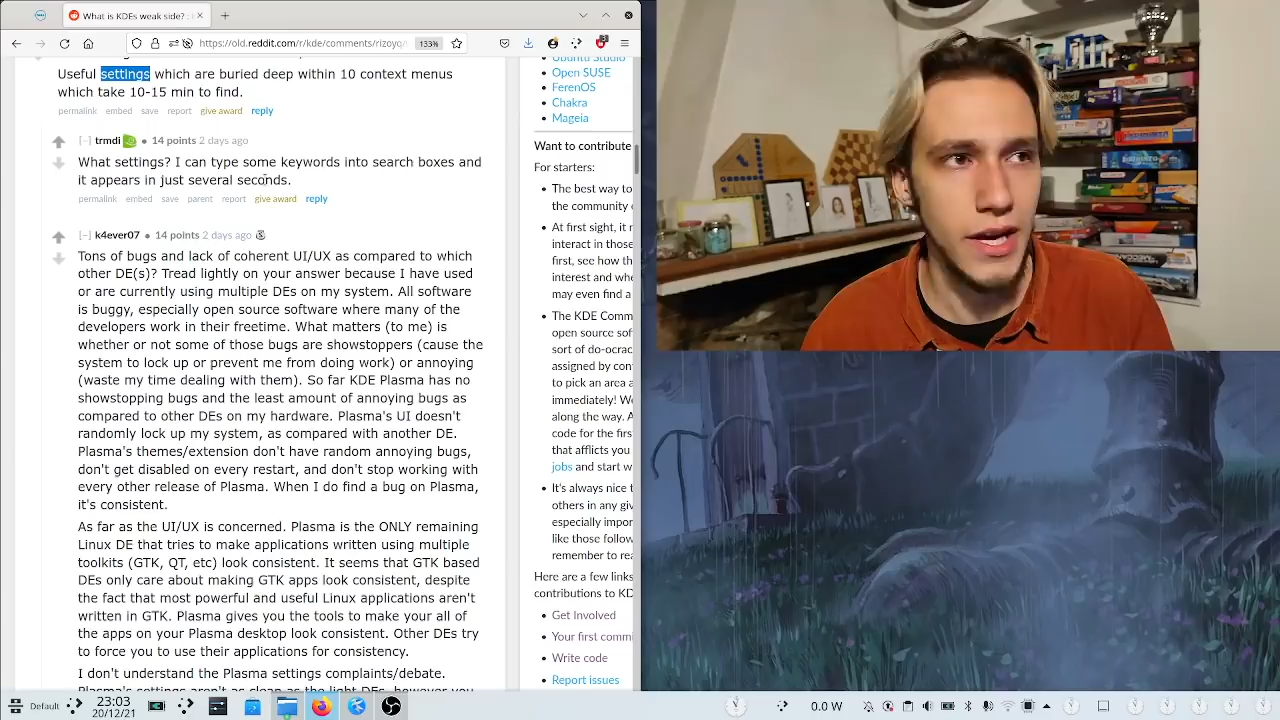 What is KDEs weak side? :
https://old.reddit.com/r/kde/comments/rizoyq/
133%
Useful settings which are buried deep within 10 context menus
which take 10-15 min to find.
permalink embed save report give award reply
[-] trmdi • 14 points 2 days ago
What settings? I can type some keywords into search boxes and
it appears in just several seconds.
permalink embed save parent report give award reply
[-] k4ever07 • 14 points 2 days ago
Tons of bugs and lack of coherent UI/UX as compared to which
other DE(s)? Tread lightly on your answer because I have used
or are currently using multiple DEs on my system. All software
is buggy, especially open source software where many of the
developers work in their freetime. What matters (to me) is
whether or not some of those bugs are showstoppers (cause the
system to lock up or prevent me from doing work) or annoying
(waste my time dealing with them). So far KDE Plasma has no
showstopping bugs and the least amount of annoying bugs as
compared to other DEs on my hardware. Plasma's UI doesn't
randomly lock up my system, as compared with another DE.
Plasma's themes/extension don't have random annoying bugs,
don't get disabled on every restart, and don't stop working with
every other release of Plasma. When I do find a bug on Plasma,
it's consistent.
As far as the UI/UX is concerned. Plasma is the ONLY remaining
Linux DE that tries to make applications written using multiple
toolkits (GTK, QT, etc) look consistent. It seems that GTK based
DEs only care about making GTK apps look consistent, despite
the fact that most powerful and useful Linux applications aren't
written in GTK. Plasma gives you the tools to make your all of
the apps on your Plasma desktop look consistent. Other DEs try
to force you to use their applications for consistency.
I don't understand the Plasma settings complaints/debate.
Plasma's settings aren't as clean as the light DEs, however you
Ubuntu Studio
Open SUSE
FerenOS
Chakra
Mageia
Want to contribute
For starters:
The best way to
the community
At first sight, it
interact in those
first, see how th
interest and whe
may even find a
The KDE Comm
open source sof
sort of do-ocrac
assigned by con
to pick an area a
immediately! We
along the way. A
code for the firs
that afflicts you
jobs and start w
It's always nice t
others in any giv
especially impor
like those follow
remember to rea
Here are a few links
contributions to KD
Get Involved
Your first commi
Write code
Report issues
Default
23:03
20/12/21
0.0 W